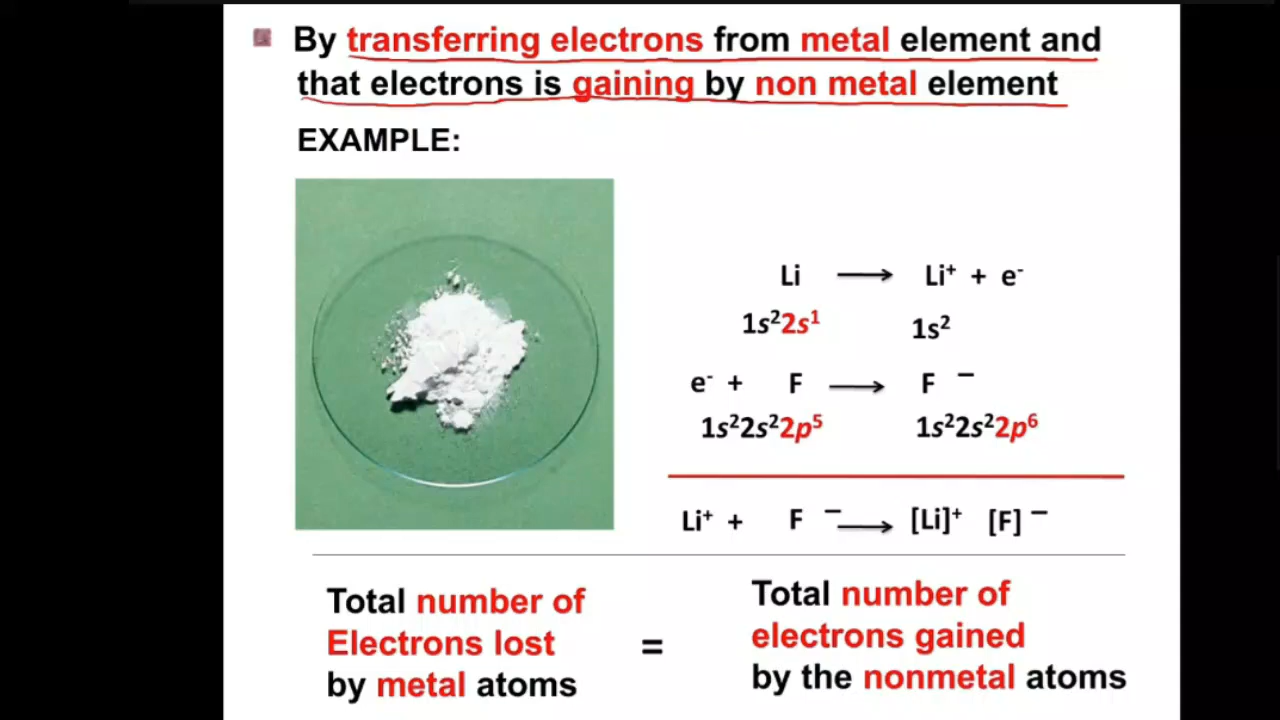 By transferring electrons from metal element and
that electrons is gaining by non metal element
EXAMPLE:
Li ⟶ Li⁺ + e⁻
1s²2s¹ 1s²
e⁻ + F ⟶ F ⁻
1s²2s²2p⁵ 1s²2s²2p⁶
Li⁺ + F ⁻ ⟶ [Li]⁺ [F] ⁻
Total number of
Electrons lost
by metal atoms
=
Total number of
electrons gained
by the nonmetal atoms